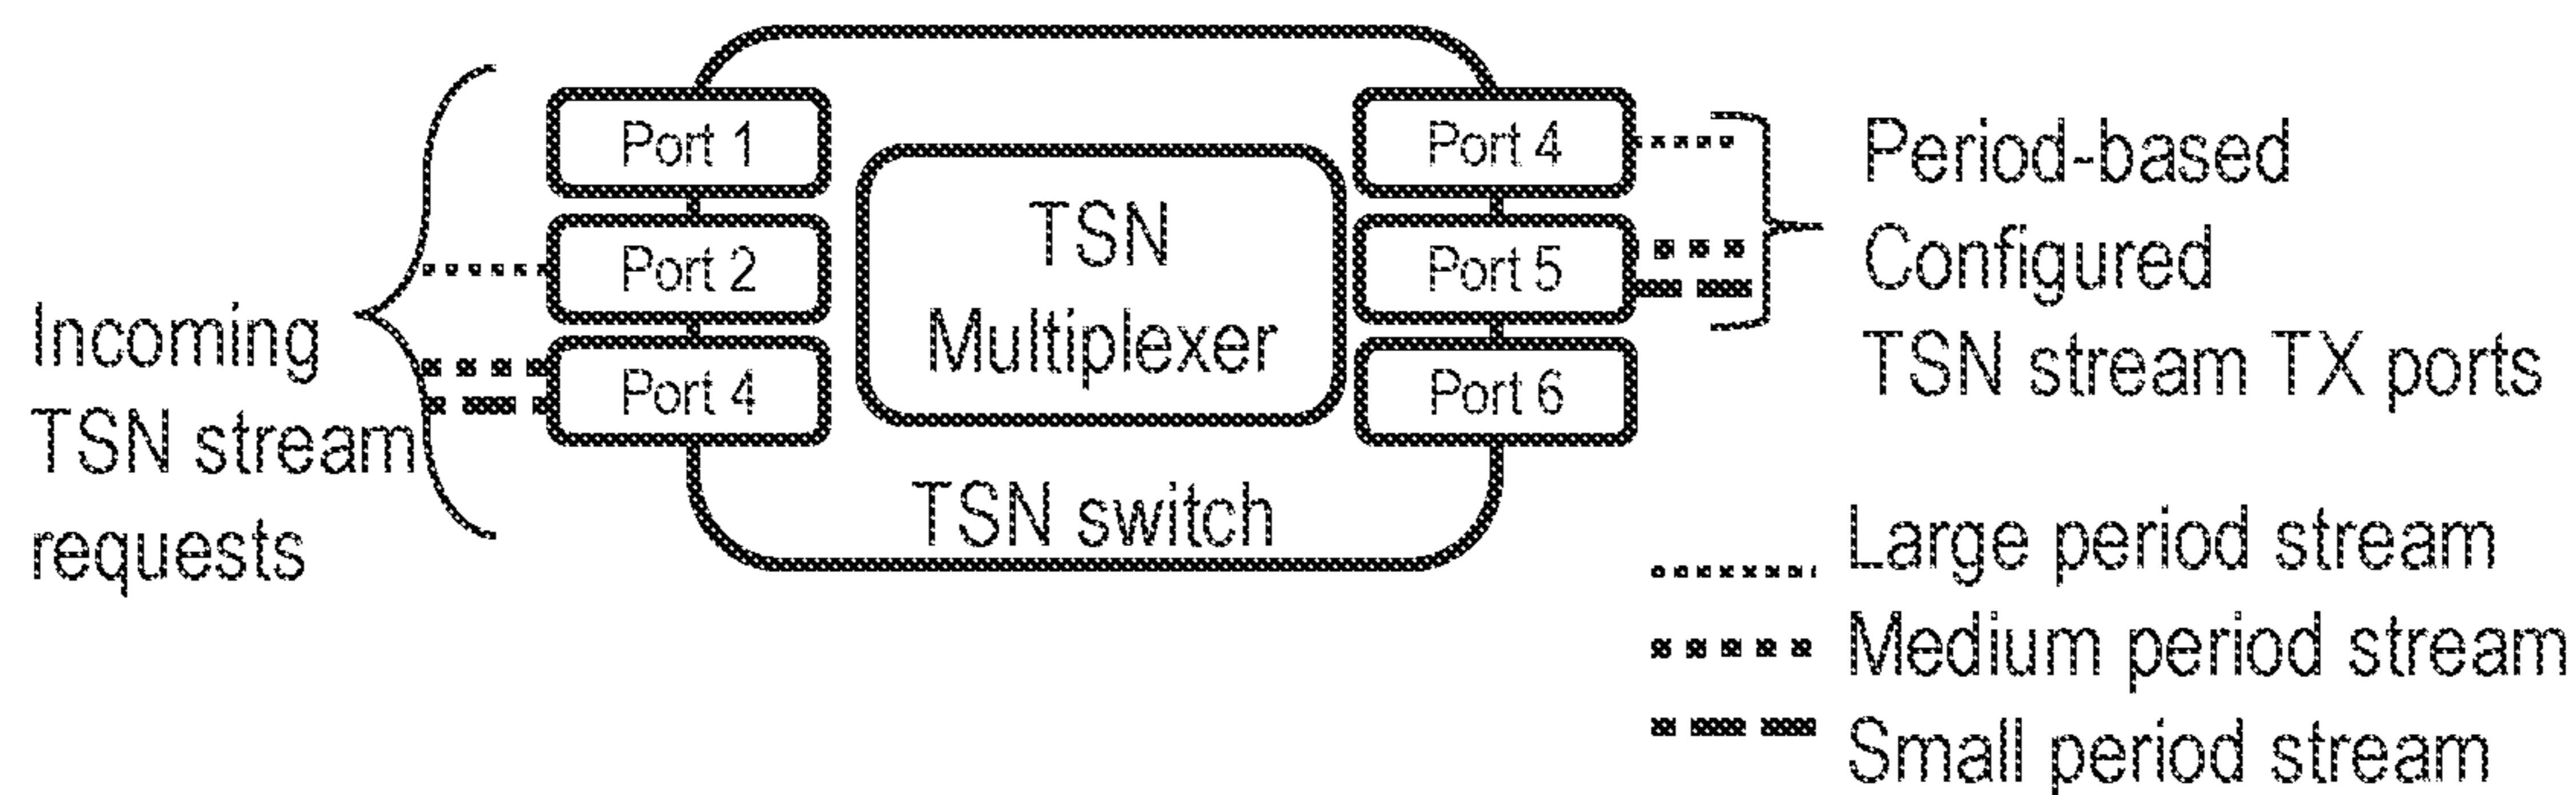 Incoming
TSN stream
requests
Port 1
Port 2
Port 4
TSN
Multiplexer
TSN switch
Port 4
Port 5
Port 6
Period-based
Configured
TSN stream TX ports
Large period stream
Medium period stream
Small period stream